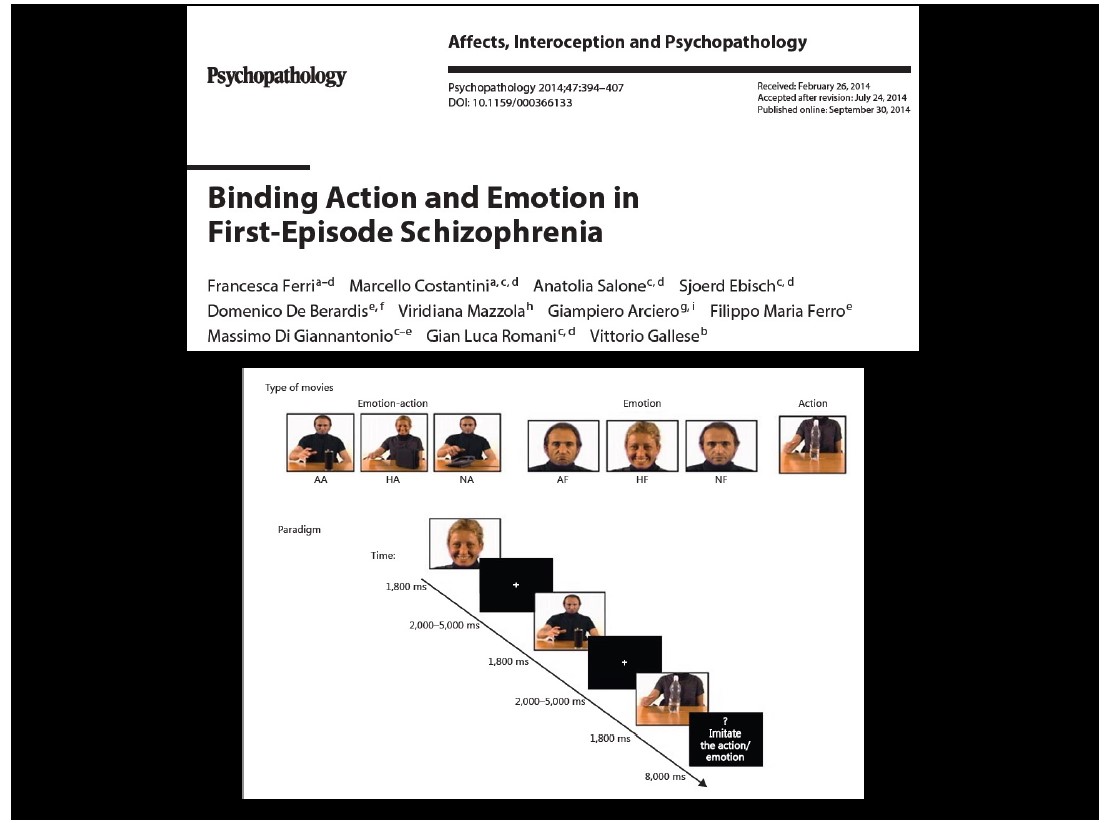 Affects, Interoception and Psychopathology
Psychopathology
Psychopathology 2014;47:394–407
DOI: 10.1159/000366133
Received: February 26, 2014
Accepted after revision: July 24, 2014
Published online: September 30, 2014
Binding Action and Emotion in
First-Episode Schizophrenia
Francesca Ferri a–d Marcello Costantini a, c, d Anatolia Salone c, d Sjoerd Ebisch c, d
Domenico De Berardis e, f Viridiana Mazzola h Giampiero Arciero g, i Filippo Maria Ferro e
Massimo Di Giannantonio c–e Gian Luca Romani c, d Vittorio Gallese b
Type of movies
Emotion-action Emotion Action
AA HA NA AF HF NF
Paradigm
Time:
1,800 ms
+
2,000–5,000 ms
1,800 ms
+
2,000–5,000 ms
1,800 ms
?
Imitate
the action/
emotion
8,000 ms